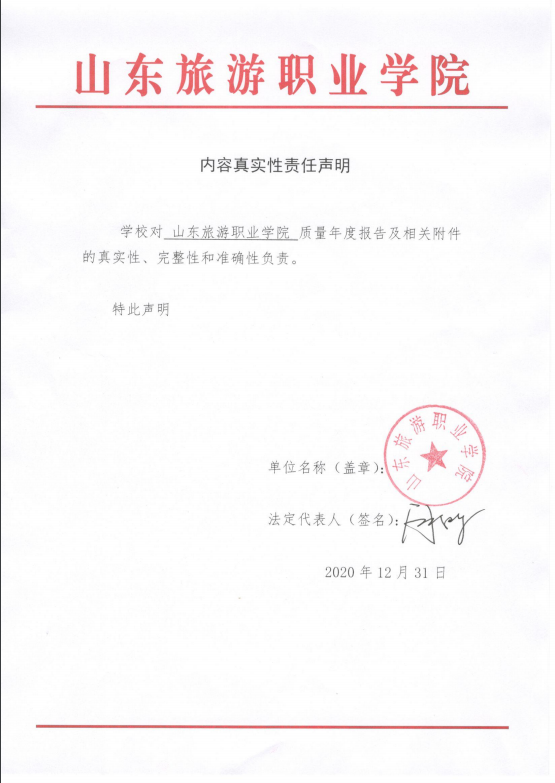 山东旅游职业学院
内容真实性责任声明
学校对 山东旅游职业学院 质量年度报告及相关附件
的真实性、完整性和准确性负责。
特此声明
山东旅游职业学院
单位名称（盖章）：
法定代表人（签名）：
2020 年 12 月 31 日